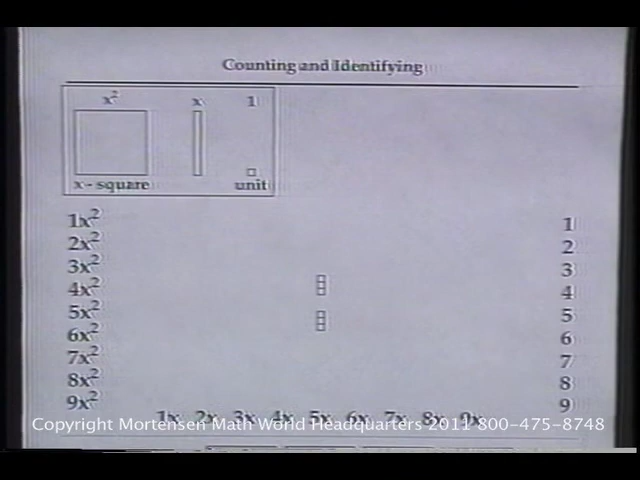 Counting and Identifying
x² x 1
x - square unit
1x² 1
2x² 2
3x² 3
4x² 4
5x² 5
6x² 6
7x² 7
8x² 8
9x² 9
1x 2x 3x 4x 5x 6x 7x 8x 9x
Copyright Mortensen Math World Headquarters 2011 800-475-8748